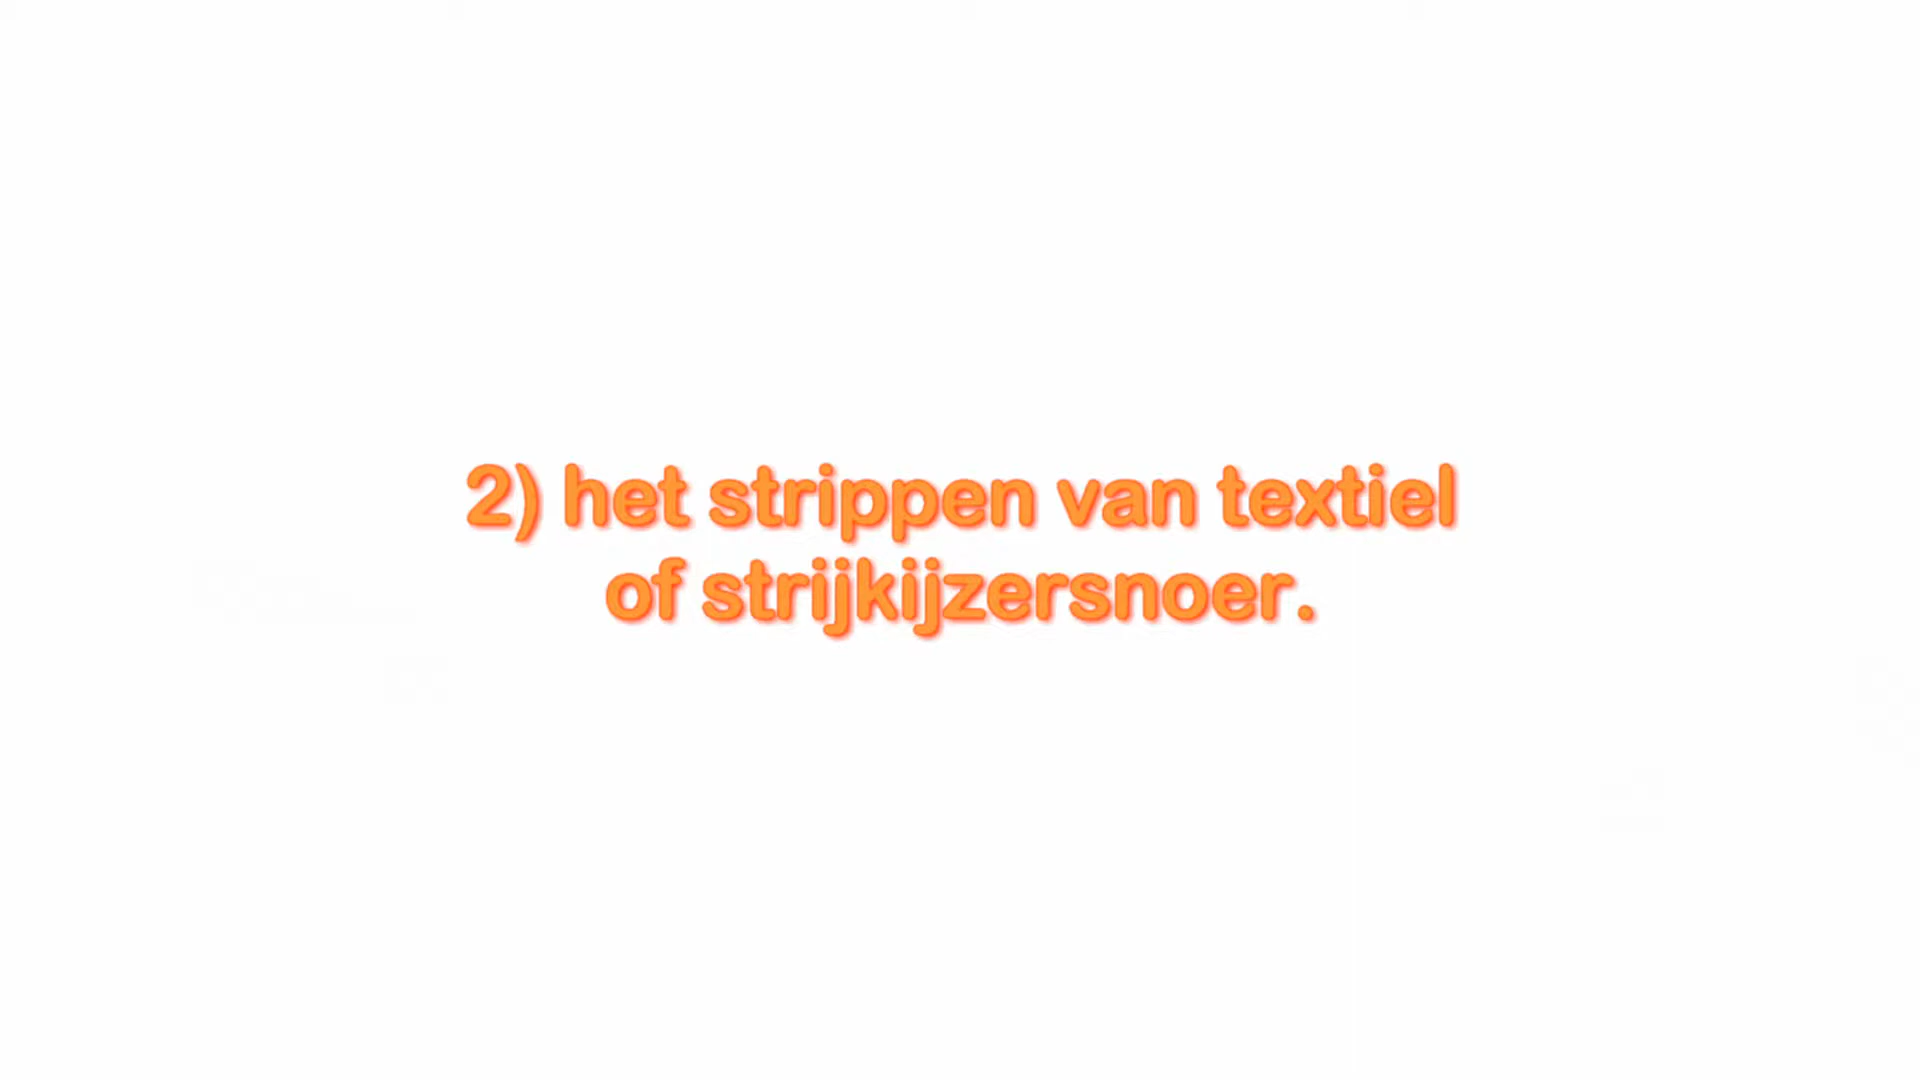 2) het strippen van textiel
of strijkijzersnoer.